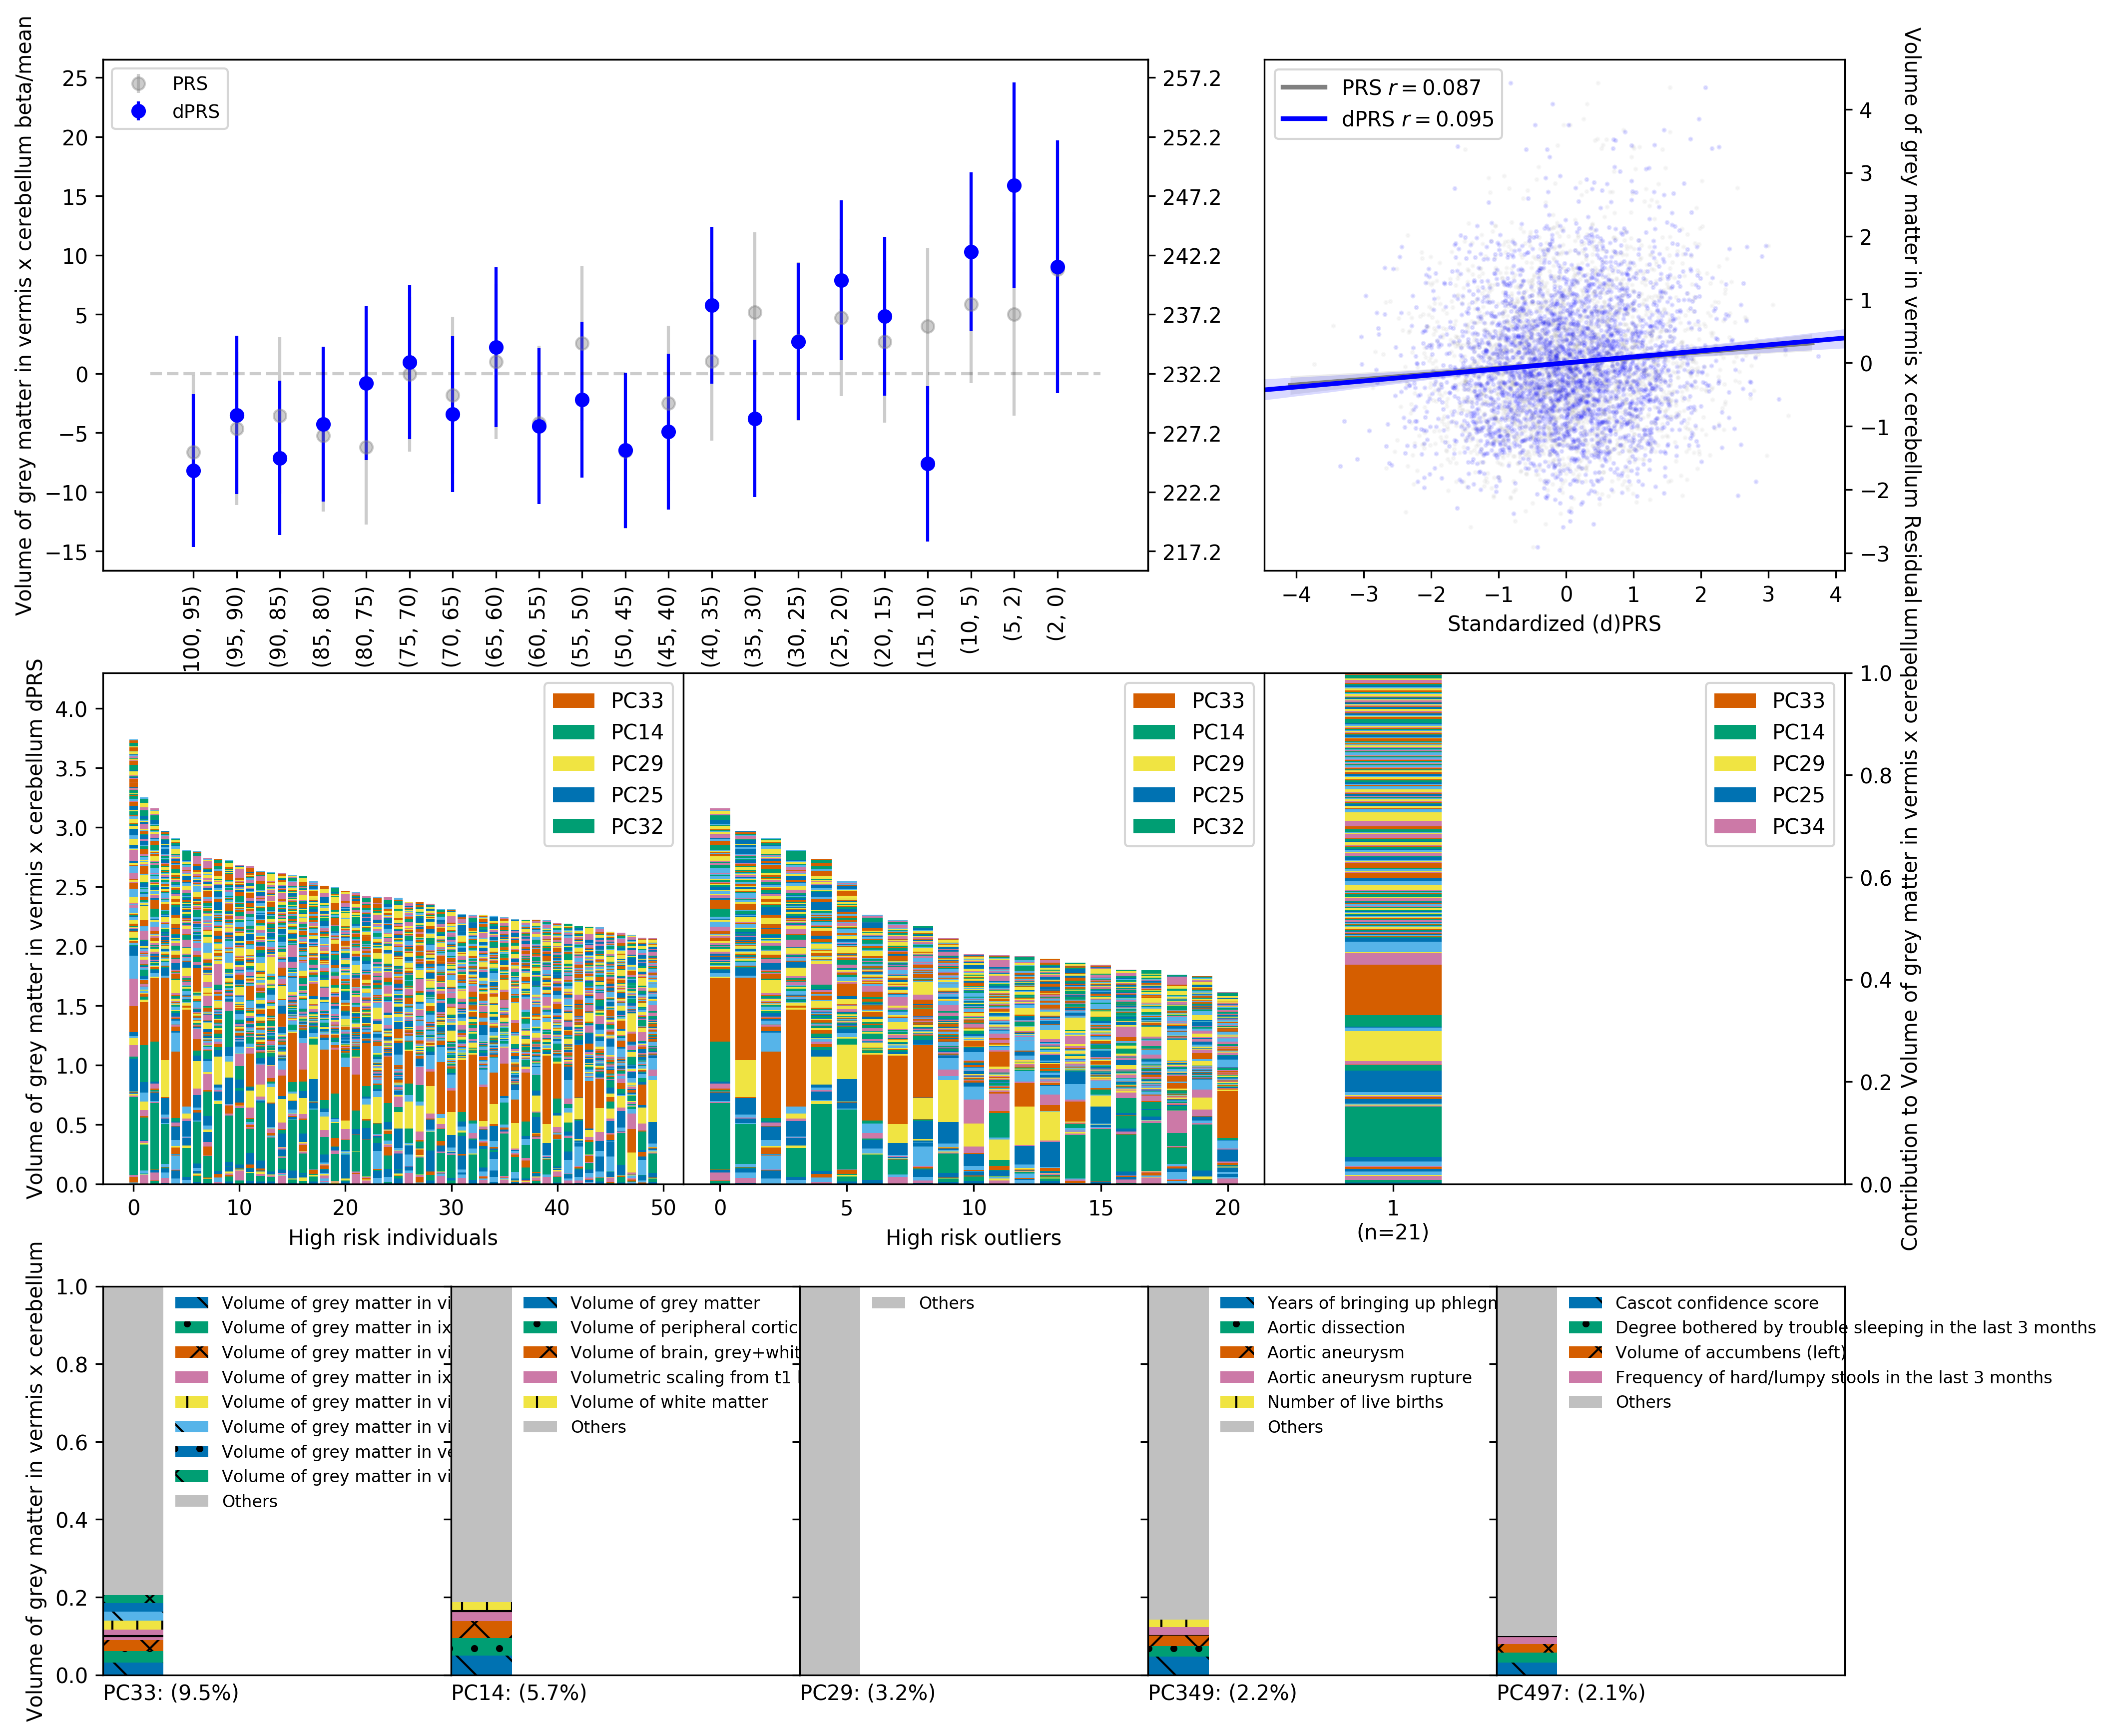 Volume of grey matter in vermis x cerebellum beta/mean
25
20
15
10
5
0
−5
−10
−15
PRS
dPRS
257.2
252.2
247.2
242.2
237.2
232.2
227.2
222.2
217.2
100, 95)
(95, 90)
(90, 85)
(85, 80)
(80, 75)
(75, 70)
(70, 65)
(65, 60)
(60, 55)
(55, 50)
(50, 45)
(45, 40)
(40, 35)
(35, 30)
(30, 25)
(25, 20)
(20, 15)
(15, 10)
(10, 5)
(5, 2)
(2, 0)
PRS r = 0.087
dPRS r = 0.095
4
3
2
1
0
−1
−2
−3
−4
−3
−2
−1
0
1
2
3
4
Standardized (d)PRS
Volume of grey matter in vermis x cerebellum Residual
Volume of grey matter in vermis x cerebellum dPRS
4.0
3.5
3.0
2.5
2.0
1.5
1.0
0.5
0.0
PC33
PC14
PC29
PC25
PC32
0
10
20
30
40
50
High risk individuals
PC33
PC14
PC29
PC25
PC32
0
5
10
15
20
High risk outliers
PC33
PC14
PC29
PC25
PC34
1
(n=21)
1.0
0.8
0.6
0.4
0.2
0.0
Contribution to Volume of grey matter in vermis x cerebellum
Volume of grey matter in vermis x cerebellum
1.0
0.8
0.6
0.4
0.2
0.0
Volume of grey matter in vi
Volume of grey matter in ix
Volume of grey matter in vi
Volume of grey matter in ix
Volume of grey matter in vi
Volume of grey matter in vi
Volume of grey matter in ve
Volume of grey matter in vi
Others
PC33: (9.5%)
Volume of grey matter
Volume of peripheral cortica
Volume of brain, grey+whit
Volumetric scaling from t1
Volume of white matter
Others
PC14: (5.7%)
Others
PC29: (3.2%)
Years of bringing up phlegn
Aortic dissection
Aortic aneurysm
Aortic aneurysm rupture
Number of live births
Others
PC349: (2.2%)
Cascot confidence score
Degree bothered by trouble sleeping in the last 3 months
Volume of accumbens (left)
Frequency of hard/lumpy stools in the last 3 months
Others
PC497: (2.1%)